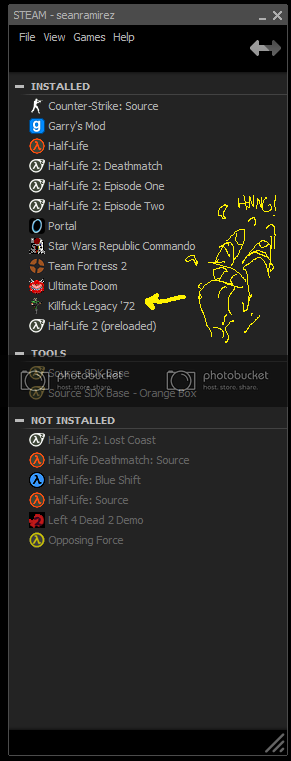 STEAM - seanramirez
File View Games Help
INSTALLED
Counter-Strike: Source
Garry's Mod
Half-Life
Half-Life 2: Deathmatch
Half-Life 2: Episode One
Half-Life 2: Episode Two
HNNG!
Portal
Star Wars Republic Commando
Team Fortress 2
Ultimate Doom
Killfuck Legacy '72
Half-Life 2 (preloaded)
TOOLS
Source SDK Base
photobucket
host. store. share.
photobucket
host. store. share.
Source SDK Base - Orange Box
NOT INSTALLED
Half-Life 2: Lost Coast
Half-Life Deathmatch: Source
Half-Life: Blue Shift
Half-Life: Source
Left 4 Dead 2 Demo
Opposing Force